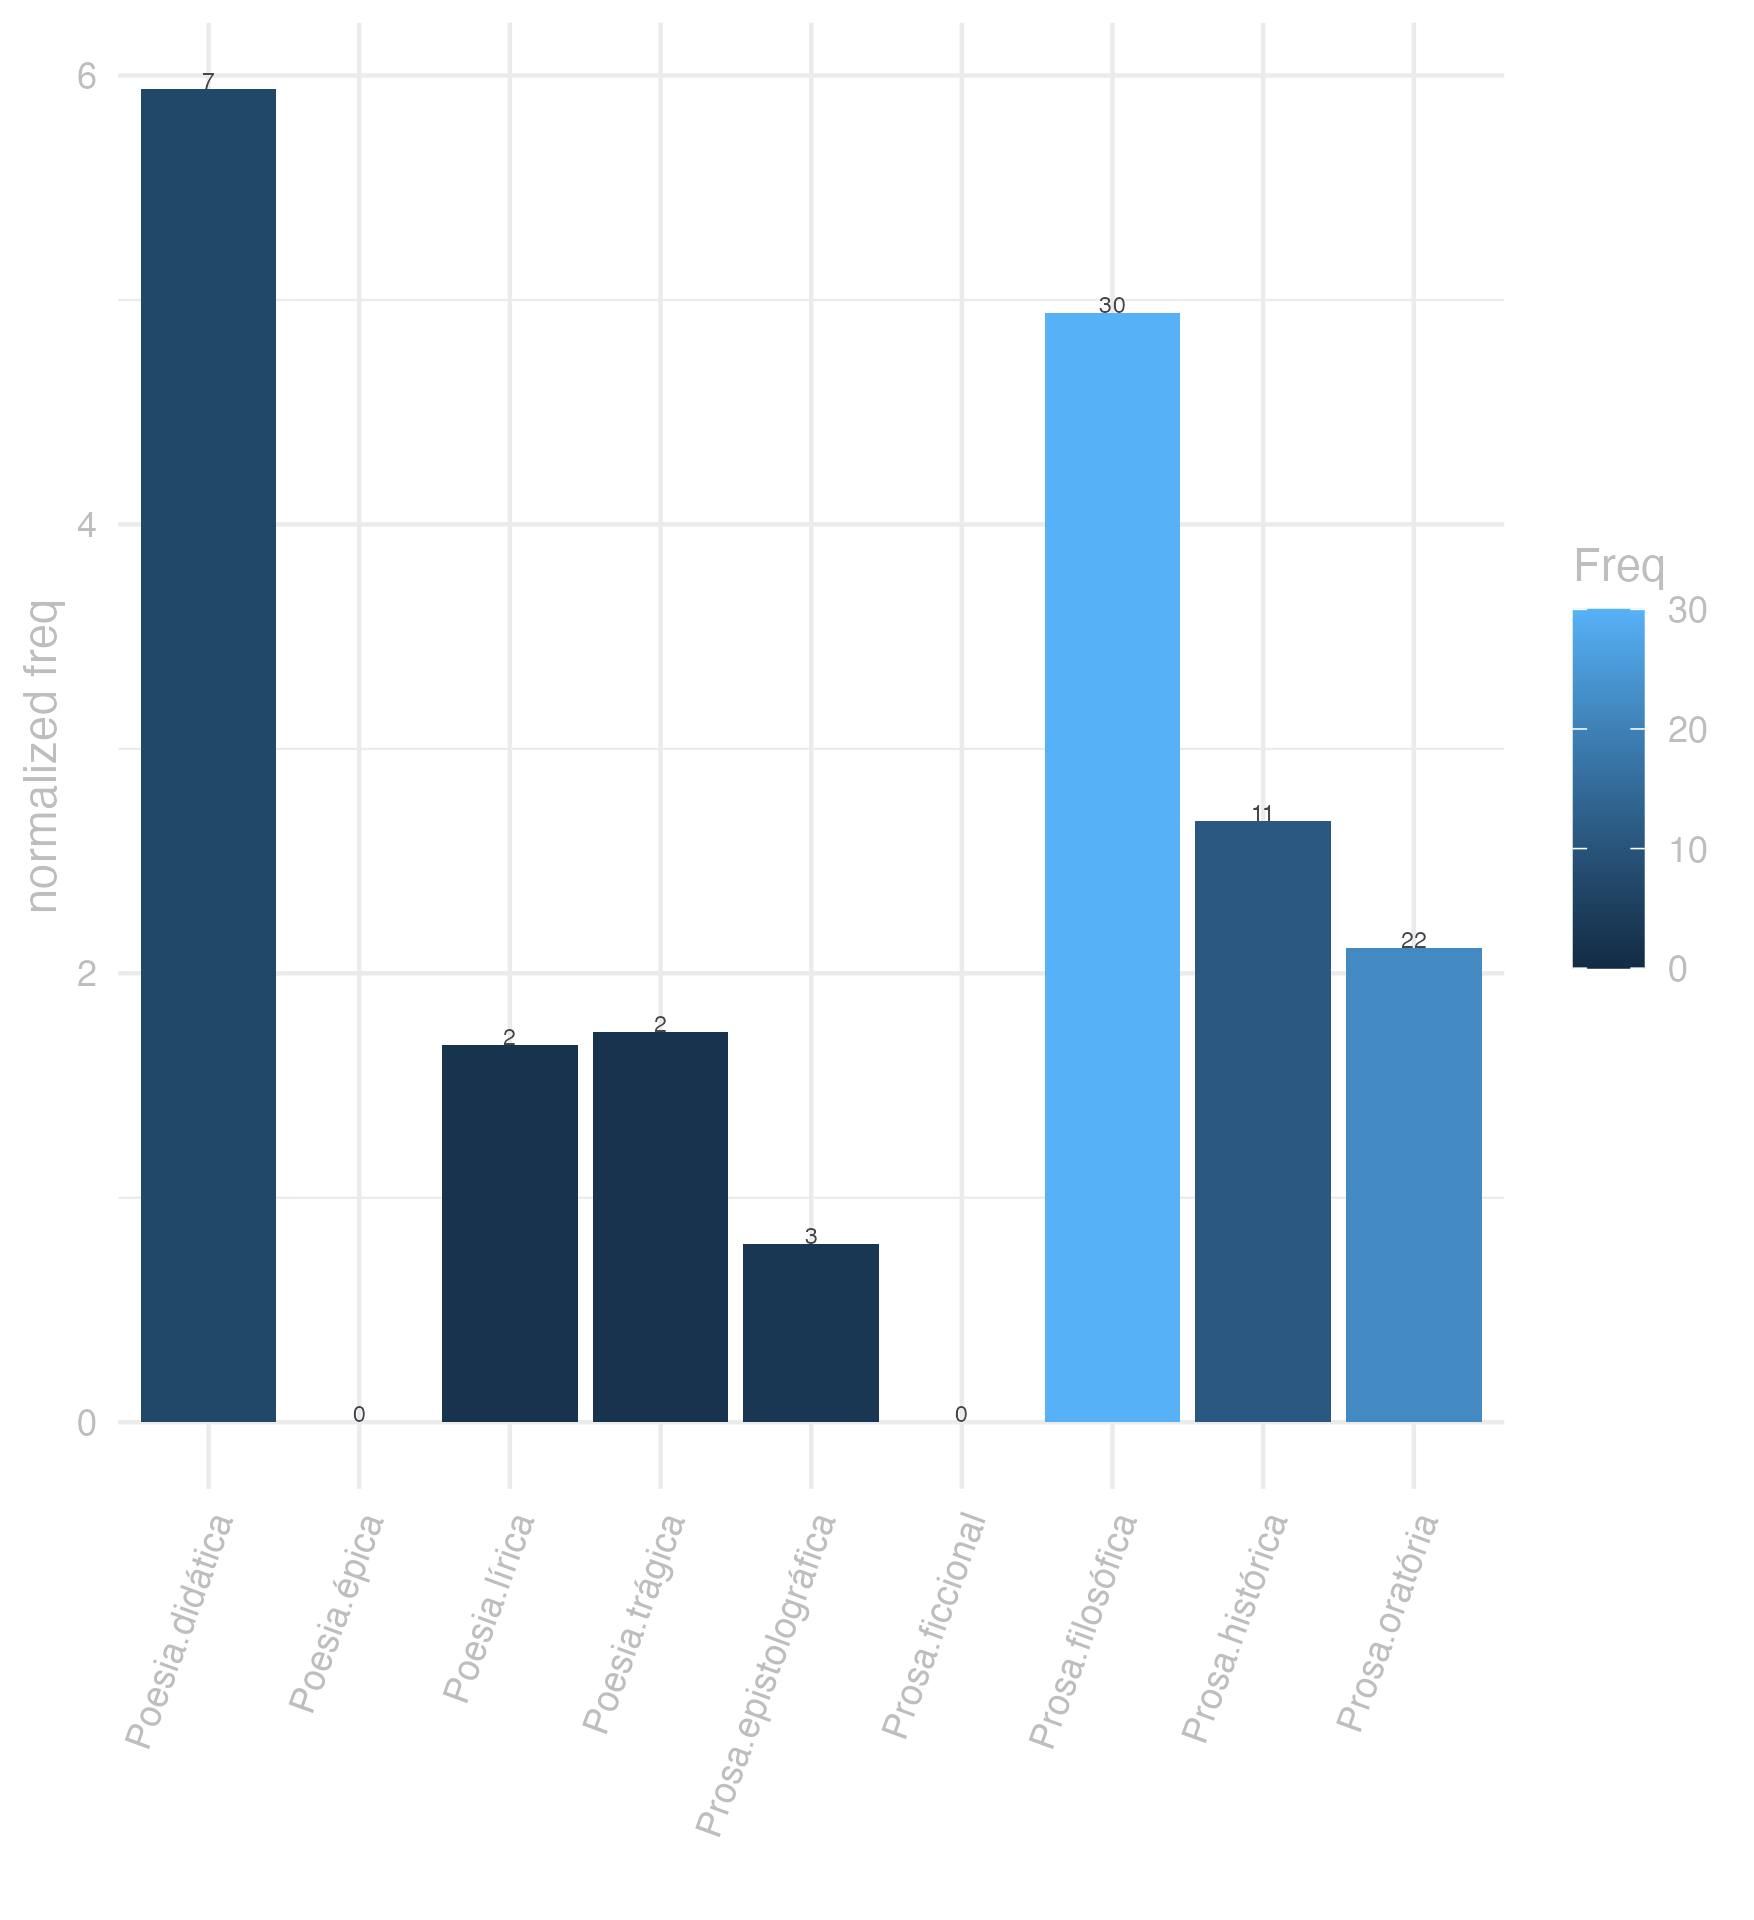 6
4
2
0
normalized freq
7
0
2
2
3
0
30
11
22
Poesia.didática
Poesia.épica
Poesia.lírica
Poesia.trágica
Prosa.epistolográfica
Prosa.ficcional
Prosa.filosófica
Prosa.histórica
Prosa.oratória
Freq
30
20
10
0